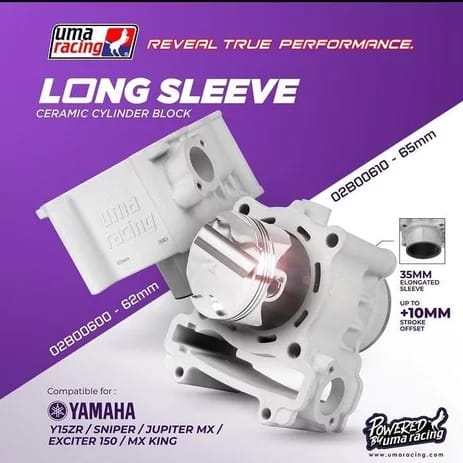 uma racing
REVEAL TRUE PERFORMANCE.
LONG SLEEVE
CERAMIC CYLINDER BLOCK
uma
racing
62mm
02B00610 - 65mm
02B00600 - 62mm
35MM
ELONGATED
SLEEVE
UP TO
+10MM
STROKE
OFFSET
Compatible for :
YAMAHA
Y15ZR / SNIPER / JUPITER MX /
EXCITER 150 / MX KING
POWERED
By uma racing
www.umaracing.com